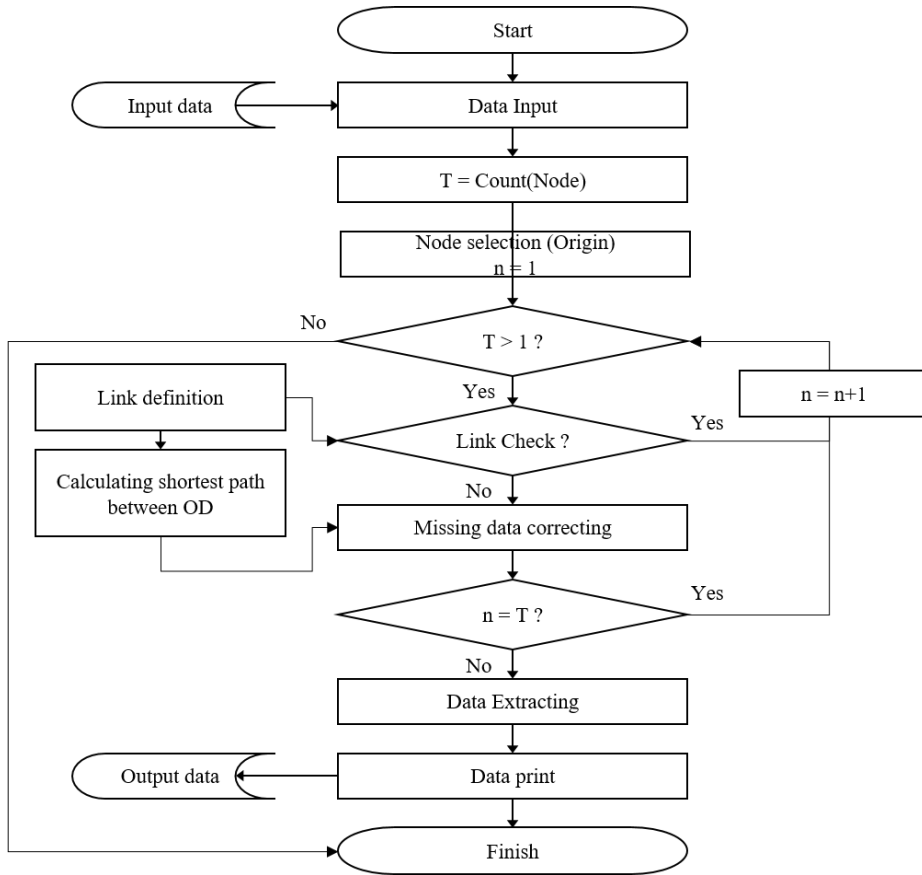 Start
Input data
Data Input
T = Count(Node)
Node selection (Origin)
n = 1
No
T > 1 ?
Yes
n = n+1
Link definition
Link Check ?
Yes
No
Calculating shortest path
between OD
Missing data correcting
n = T ?
Yes
No
Data Extracting
Output data
Data print
Finish